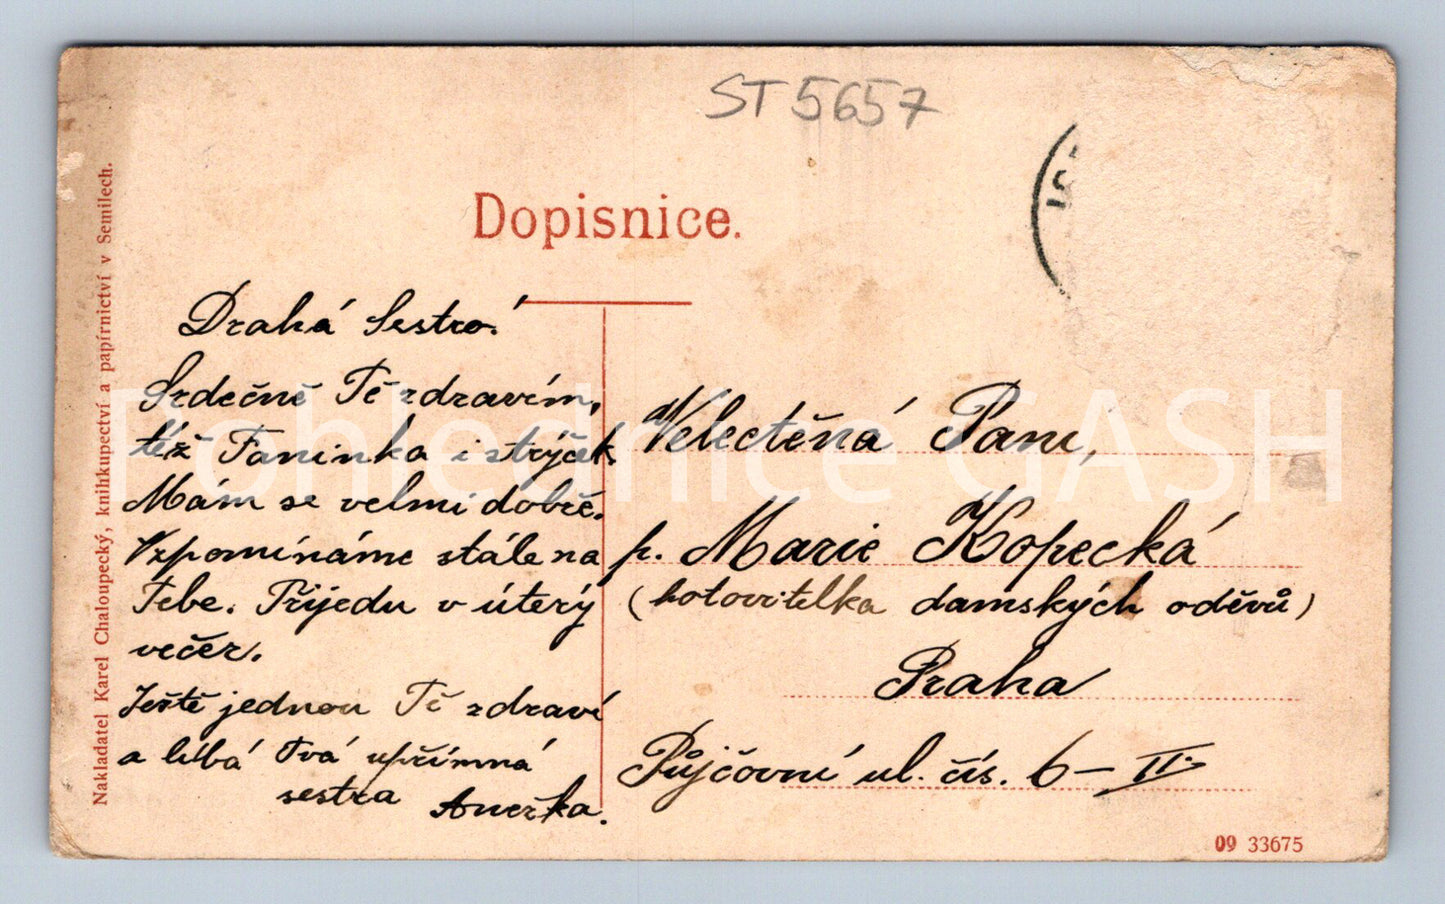 ST 5657
Dopisnice.
Nakladatel Karel Chaloupecký, knihkupectví a papírnictví v Semilech.
Drahá Sestro!
Srdečně Tě zdravím,
též Faninka i strýček.
Mám se velmi dobře.
Vzpomínáme stále na
Tebe. Přijedu v úterý
večer.
Ještě jednou Tě zdraví
a líbá Tvá upřímná
sestra Anežka.
Velectěná Paní,
p. Marie Kopecká
(hotovitelka damských oděvů)
Praha
Půjčovní ul. čís. 6–II.
09 33675
Pohlednice GASH